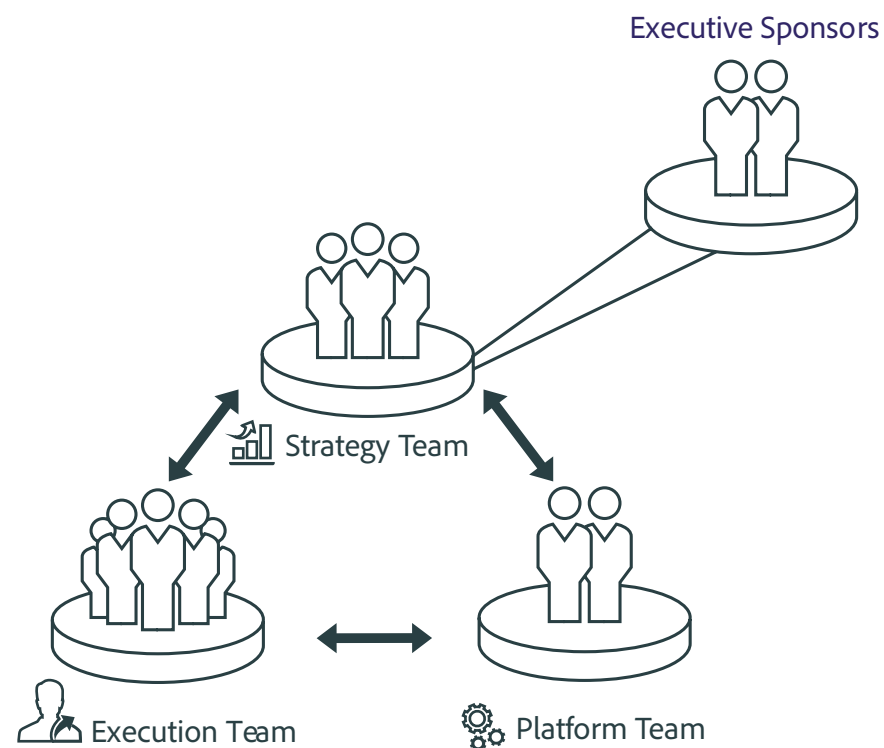 Executive Sponsors
Strategy Team
Execution Team
Platform Team